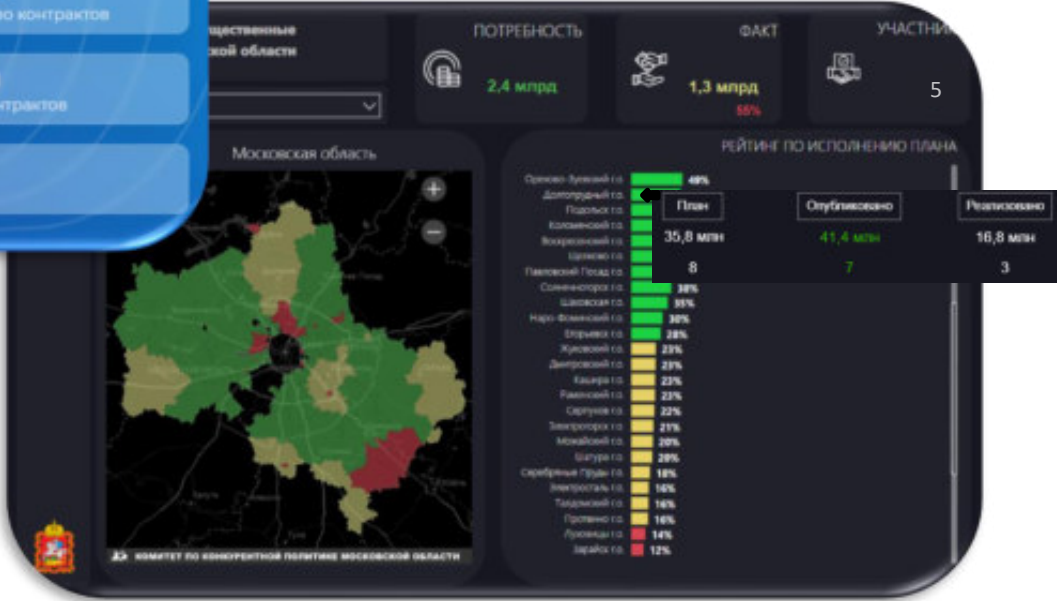 во контрактов
нтрактов
щественные
ской области
ПОТРЕБНОСТЬ
2,4 млрд
ФАКТ
1,3 млрд
55%
УЧАСТНИ
5
Московская область
РЕЙТИНГ ПО ИСПОЛНЕНИЮ ПЛАНА
Орехово-Зуевский г.о. 40%
Долгопрудный г.о.
Подольск г.о.
Коломенский г.о.
Воскресенский г.о.
Щелково г.о.
Павловский Посад г.о.
Солнечногорск г.о. 38%
Шаховская г.о. 35%
Наро-Фоминский г.о. 30%
Егорьевск г.о. 28%
Жуковский г.о. 23%
Дмитровский г.о. 23%
Кашира г.о. 23%
Раменский г.о. 23%
Серпухов г.о. 22%
Электрогорск г.о. 21%
Можайский г.о. 20%
Шатура г.о. 20%
Серебряные Пруды г.о. 18%
Электросталь г.о. 16%
Талдомский г.о. 16%
Протвино г.о. 16%
Луховицы г.о. 14%
Зарайск г.о. 12%
План Опубликовано Реализовано
35,8 млн 41,4 млн 16,8 млн
8 7 3
КОМИТЕТ ПО КОНКУРЕНТНОЙ ПОЛИТИКЕ МОСКОВСКОЙ ОБЛАСТИ